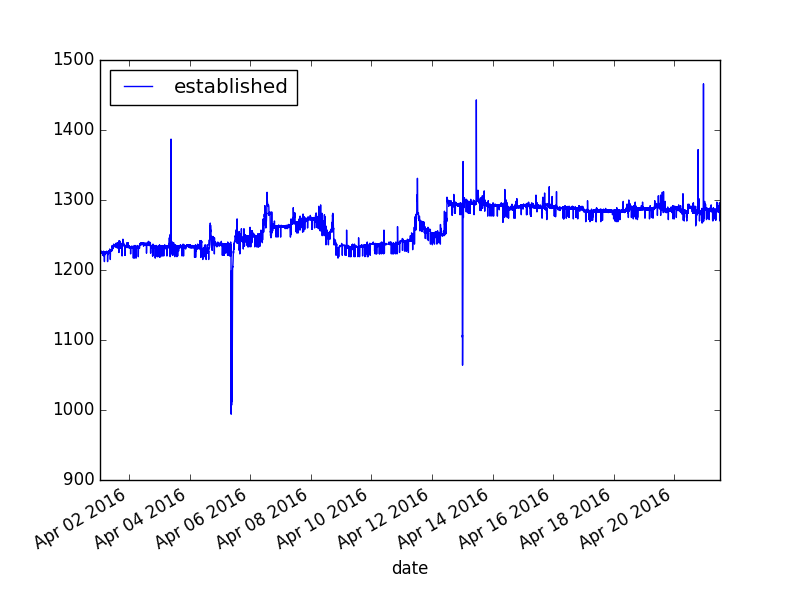 1500
established
1400
1300
1200
1100
1000
900
Apr 02 2016
Apr 04 2016
Apr 06 2016
Apr 08 2016
Apr 10 2016
Apr 12 2016
Apr 14 2016
Apr 16 2016
Apr 18 2016
Apr 20 2016
date